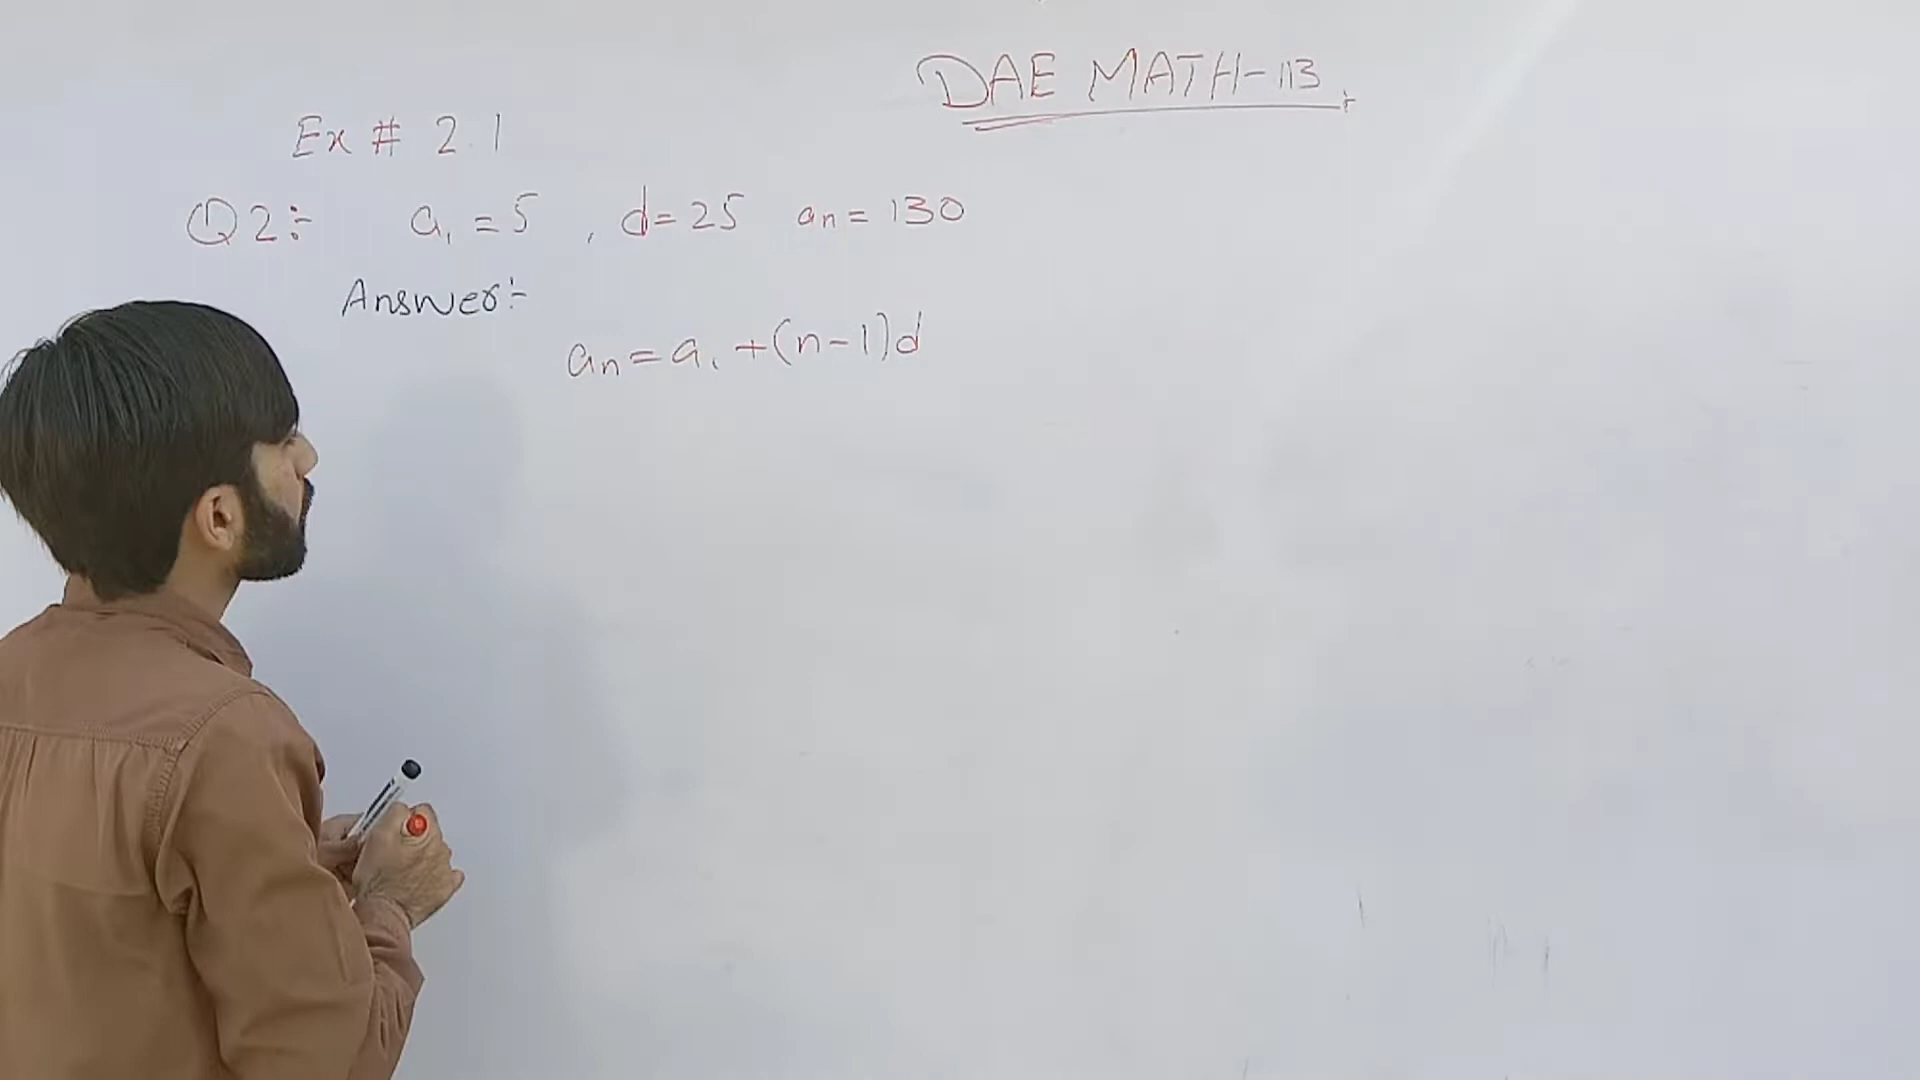 DAE MATH-113.
Ex # 2.1
Q2:- a₁ = 5 , d = 25 an = 130
Answer:-
an = a₁ + (n-1)d